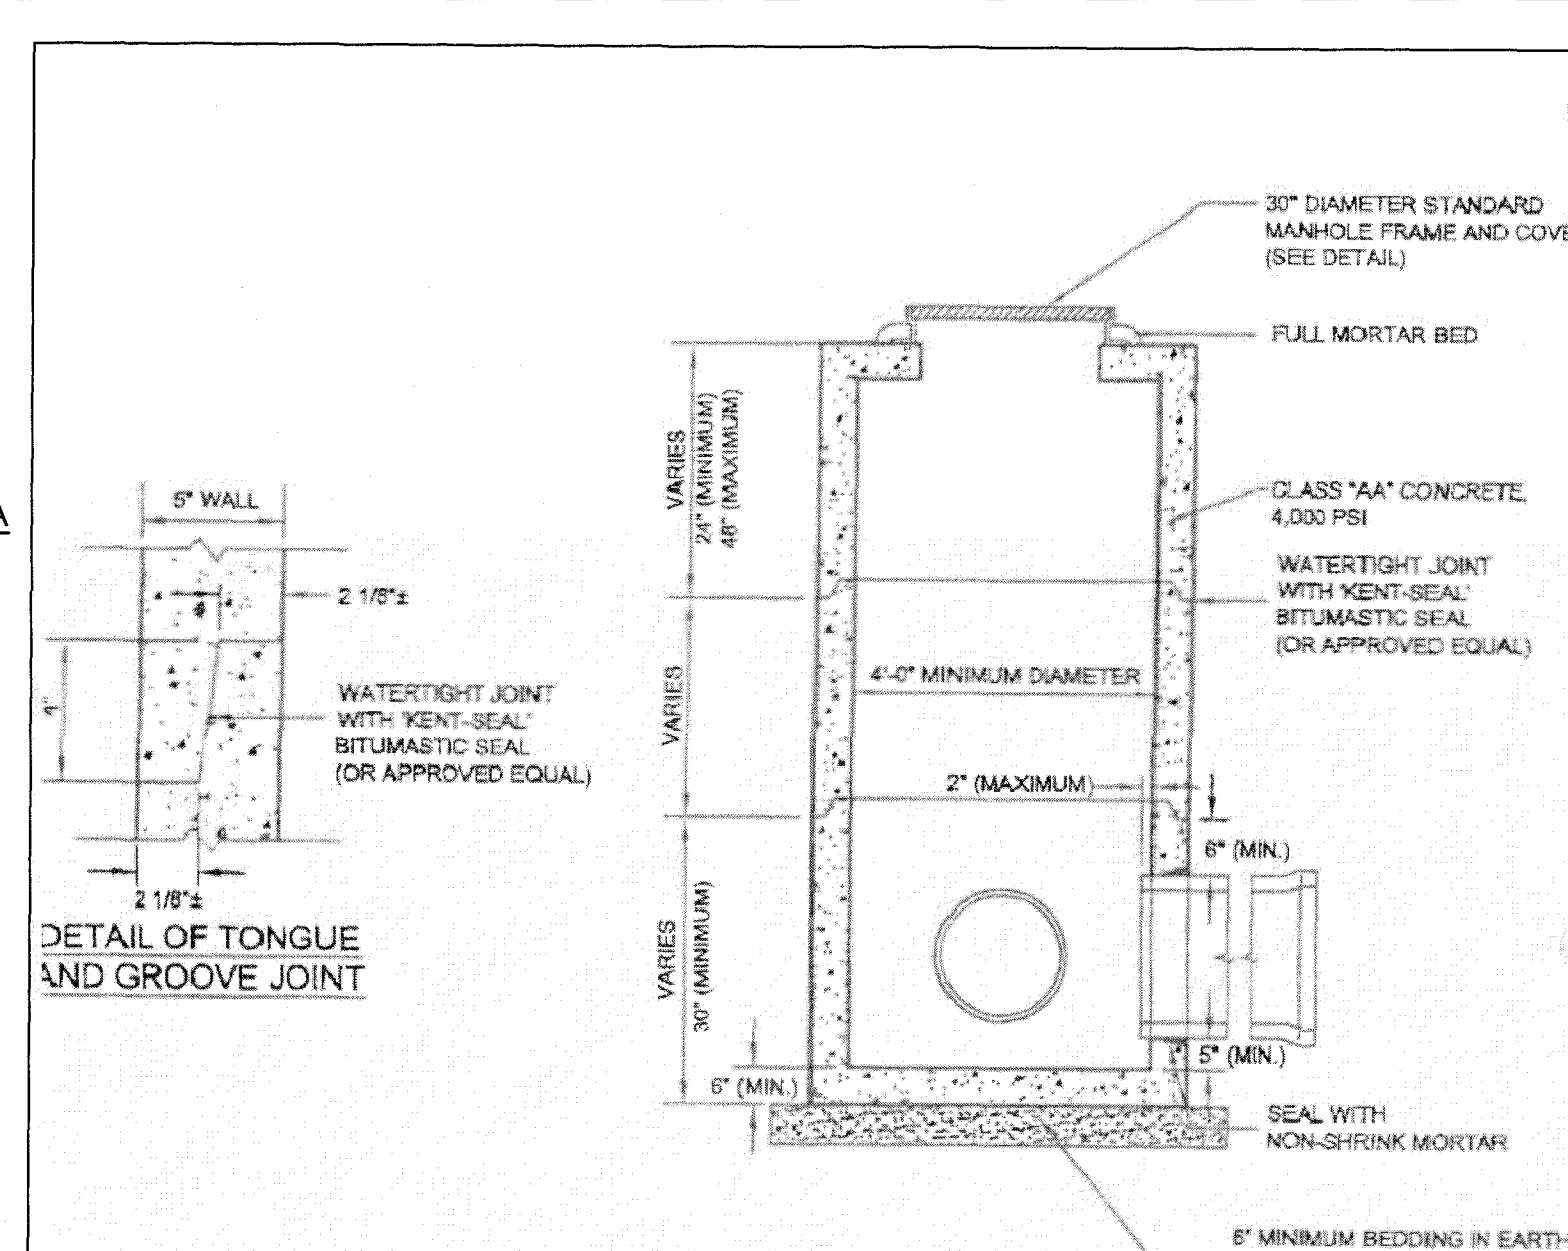 30" DIAMETER STANDARD
MANHOLE FRAME AND COVE
(SEE DETAIL)
FULL MORTAR BED
VARIES
24" (MINIMUM)
48" (MAXIMUM)
CLASS "AA" CONCRETE,
4,000 PSI
WATERTIGHT JOINT
WITH 'KENT-SEAL'
BITUMASTIC SEAL
(OR APPROVED EQUAL)
A
5" WALL
2 1/8"±
4"
WATERTIGHT JOINT
WITH 'KENT-SEAL'
BITUMASTIC SEAL
(OR APPROVED EQUAL)
2 1/8"±
DETAIL OF TONGUE
AND GROOVE JOINT
VARIES
4'-0" MINIMUM DIAMETER
2" (MAXIMUM)
6" (MIN.)
VARIES
30" (MINIMUM)
6" (MIN.)
5" (MIN.)
SEAL WITH
NON-SHRINK MORTAR
6" MINIMUM BEDDING IN EARTH